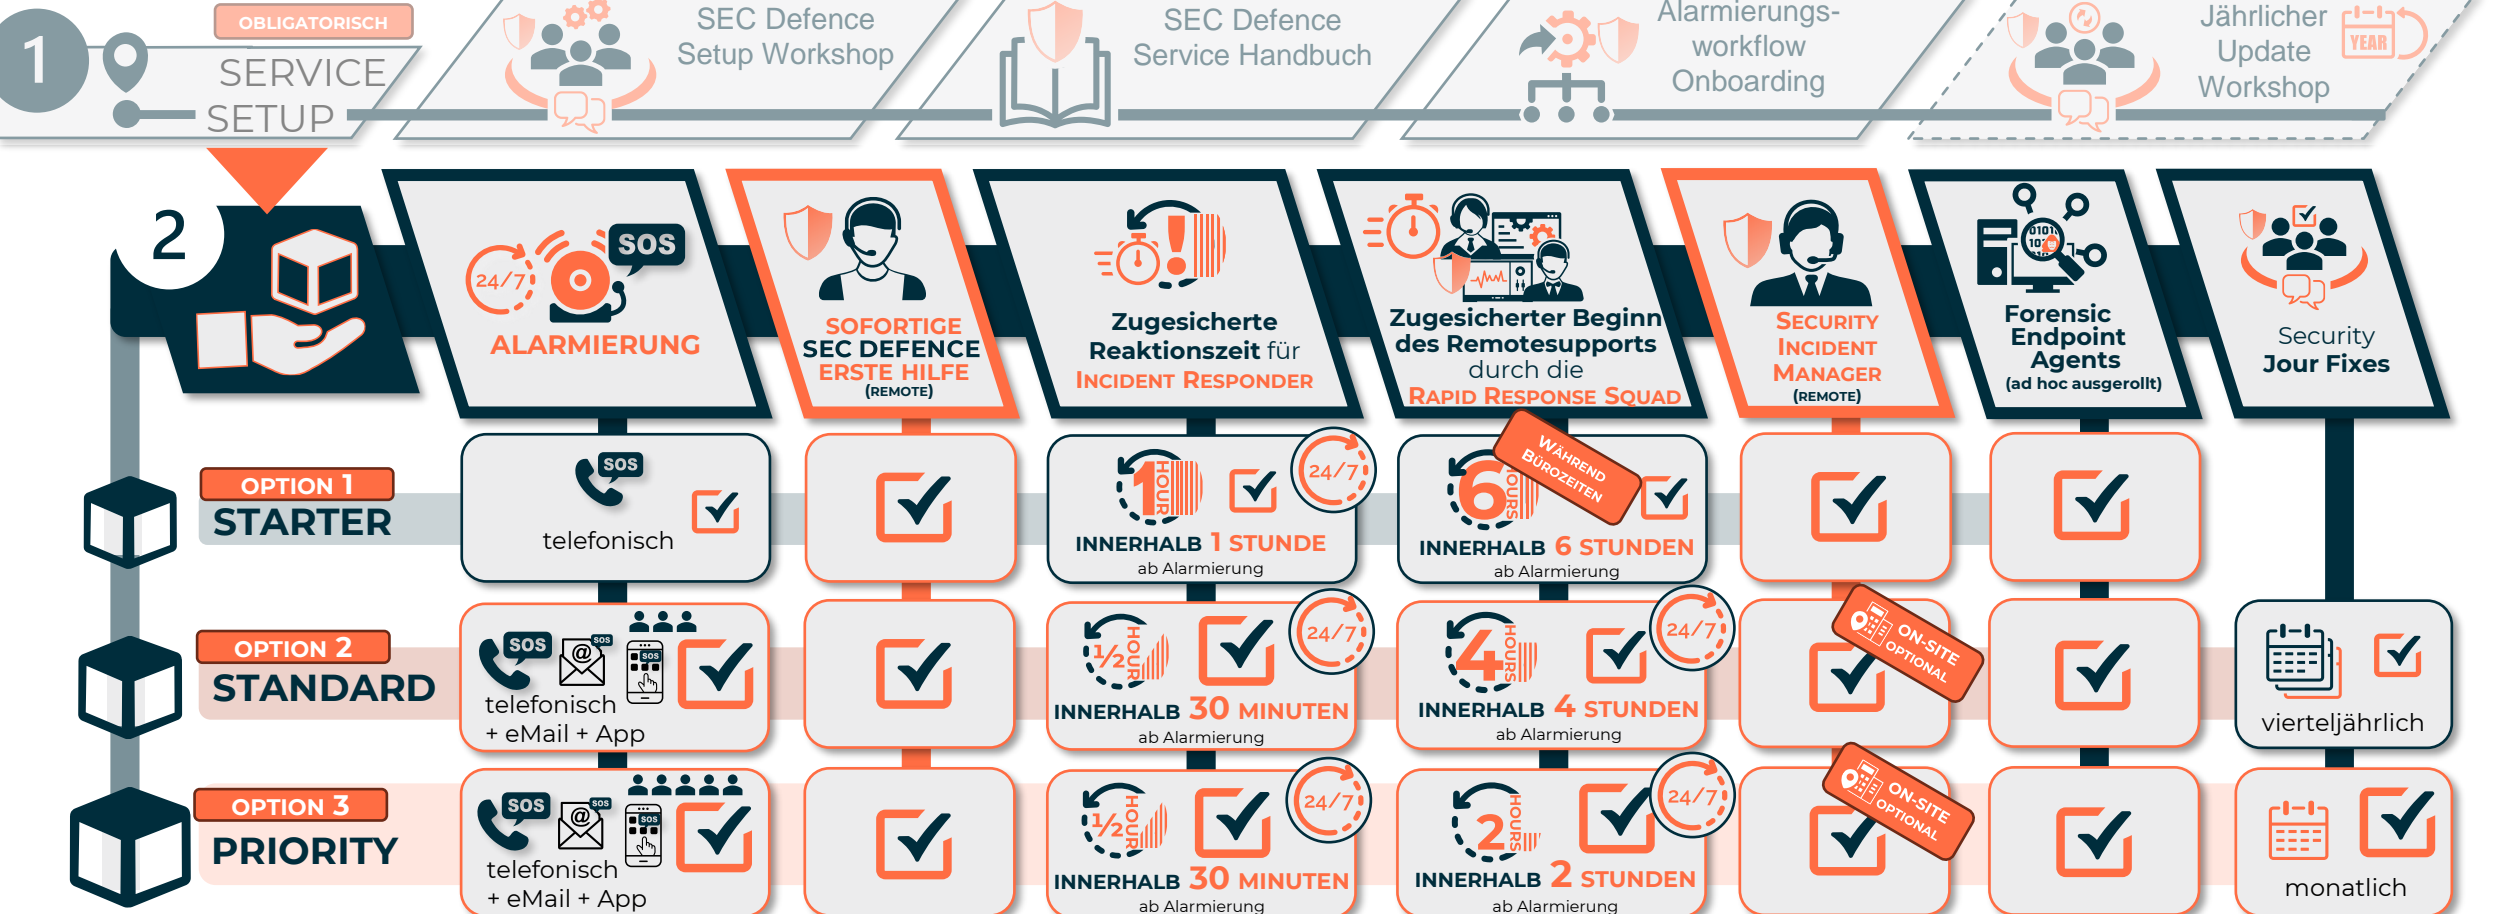 1
OBLIGATORISCH
SERVICE
SETUP
SEC Defence
Setup Workshop
SEC Defence
Service Handbuch
Alarmierungs-
workflow
Onboarding
Jährlicher
Update
Workshop
YEAR
2
24/7
SOS
ALARMIERUNG
SOFORTIGE
SEC DEFENCE
ERSTE HILFE
(REMOTE)
Zugesicherte
Reaktionszeit für
INCIDENT RESPONDER
Zugesicherter Beginn
des Remotesupports
durch die
RAPID RESPONSE SQUAD
SECURITY
INCIDENT
MANAGER
(REMOTE)
Forensic
Endpoint
Agents
(ad hoc ausgerollt)
Security
Jour Fixes
OPTION 1
STARTER
SOS
telefonisch
1 HOUR
24/7
INNERHALB 1 STUNDE
ab Alarmierung
6 HOURS
WÄHREND
BÜROZEITEN
INNERHALB 6 STUNDEN
ab Alarmierung
OPTION 2
STANDARD
SOS
@
SOS
SOS
telefonisch
+ eMail + App
½ HOUR
24/7
INNERHALB 30 MINUTEN
ab Alarmierung
4 HOURS
24/7
INNERHALB 4 STUNDEN
ab Alarmierung
ON-SITE
OPTIONAL
vierteljährlich
OPTION 3
PRIORITY
SOS
@
SOS
SOS
telefonisch
+ eMail + App
½ HOUR
24/7
INNERHALB 30 MINUTEN
ab Alarmierung
2 HOURS
24/7
INNERHALB 2 STUNDEN
ab Alarmierung
ON-SITE
OPTIONAL
monatlich